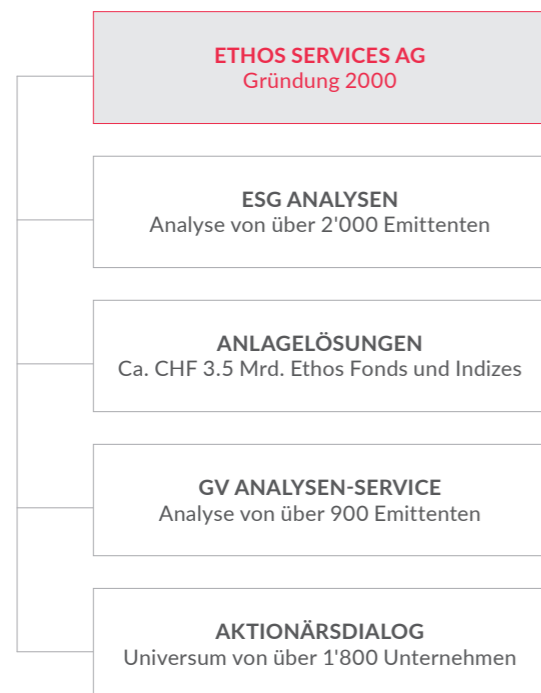 ETHOS SERVICES AG
Gründung 2000
ESG ANALYSEN
Analyse von über 2'000 Emittenten
ANLAGELÖSUNGEN
Ca. CHF 3.5 Mrd. Ethos Fonds und Indizes
GV ANALYSEN-SERVICE
Analyse von über 900 Emittenten
AKTIONÄRSDIALOG
Universum von über 1'800 Unternehmen